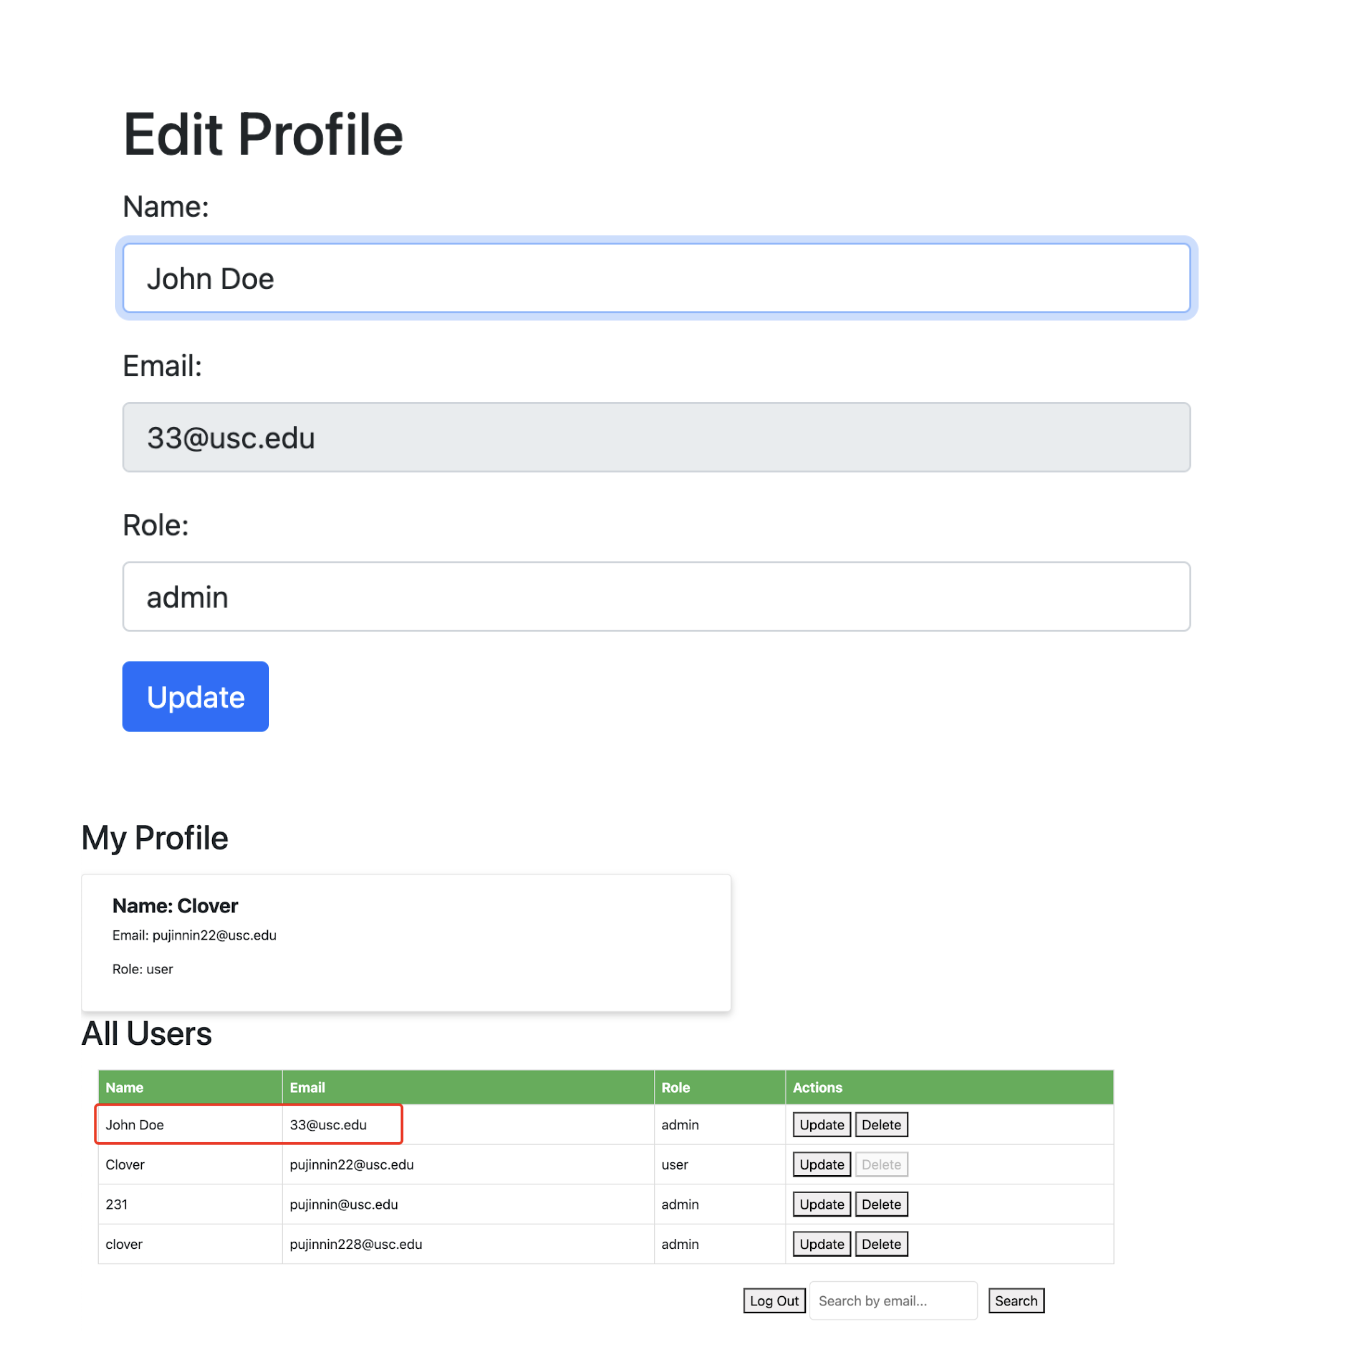 Edit Profile
Name:
John Doe
Email:
33@usc.edu
Role:
admin
Update
My Profile
Name: Clover
Email: pujinnin22@usc.edu
Role: user
All Users
Name Email Role Actions
John Doe 33@usc.edu admin Update Delete
Clover pujinnin22@usc.edu user Update Delete
231 pujinnin@usc.edu admin Update Delete
clover pujinnin228@usc.edu admin Update Delete
Log Out Search by email... Search